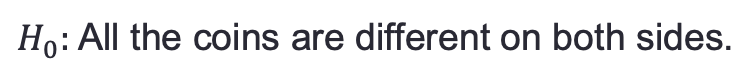 H₀: All the coins are different on both sides.